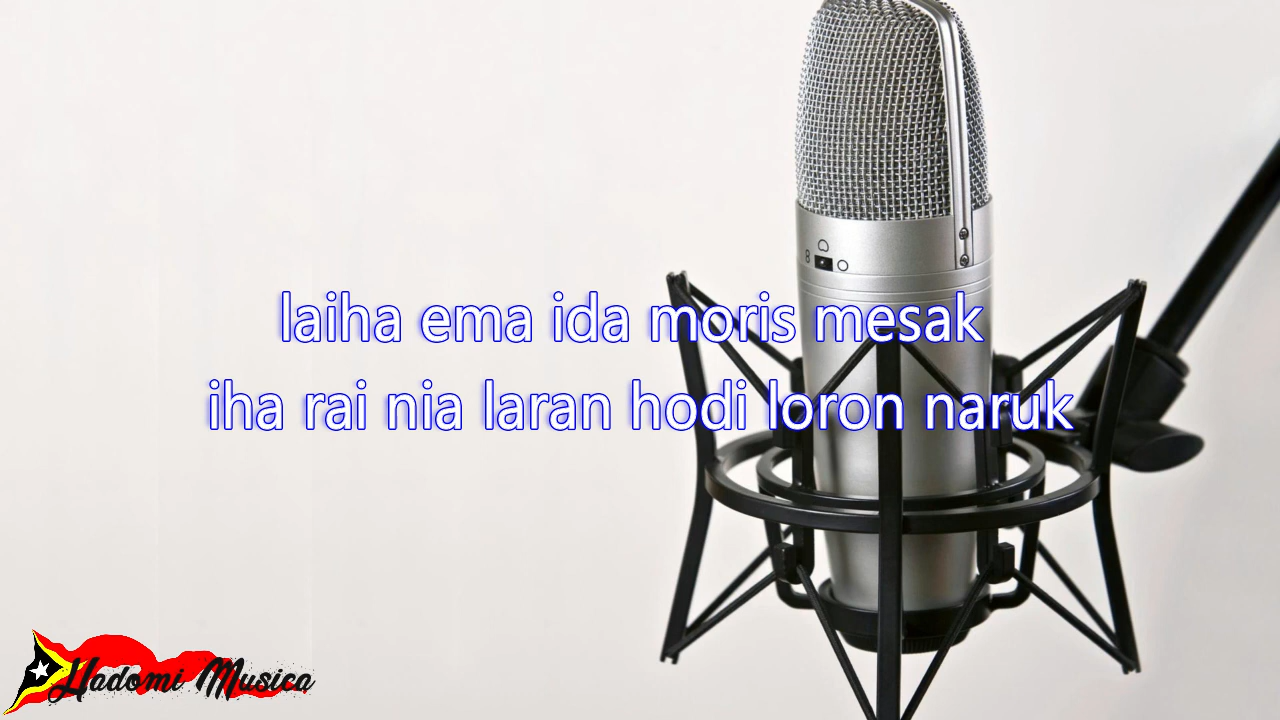 laiha ema ida moris mesak
iha rai nia laran hodi loron naruk
Hadomi Musica